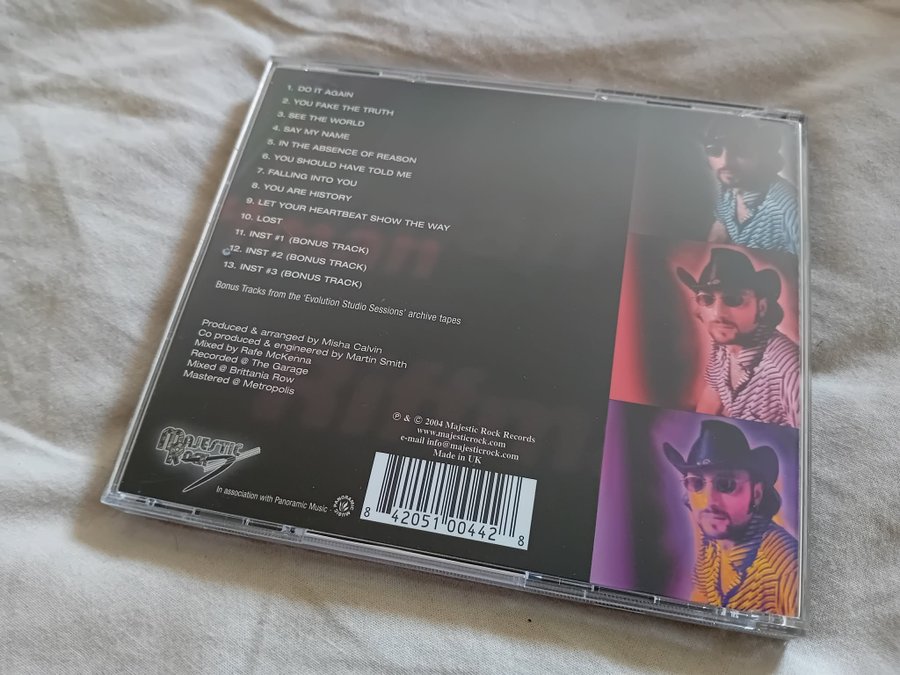 1. DO IT AGAIN
2. YOU FAKE THE TRUTH
3. SEE THE WORLD
4. SAY MY NAME
5. IN THE ABSENCE OF REASON
6. YOU SHOULD HAVE TOLD ME
7. FALLING INTO YOU
8. YOU ARE HISTORY
9. LET YOUR HEARTBEAT SHOW THE WAY
10. LOST
11. INST #1 (BONUS TRACK)
12. INST #2 (BONUS TRACK)
13. INST #3 (BONUS TRACK)
Bonus Tracks from the 'Evolution Studio Sessions' archive tapes
Produced & arranged by Misha Calvin
Co produced & engineered by Martin Smith
Mixed by Rafe McKenna
Recorded @ The Garage
Mixed @ Brittania Row
Mastered @ Metropolis
℗ & © 2004 Majestic Rock Records
www.majesticrock.com
e-mail info@majesticrock.com
Made in UK
MAJESTIC
ROCK
In association with Panoramic Music
PANORAMIC MUSIC
8 42051 00442 8